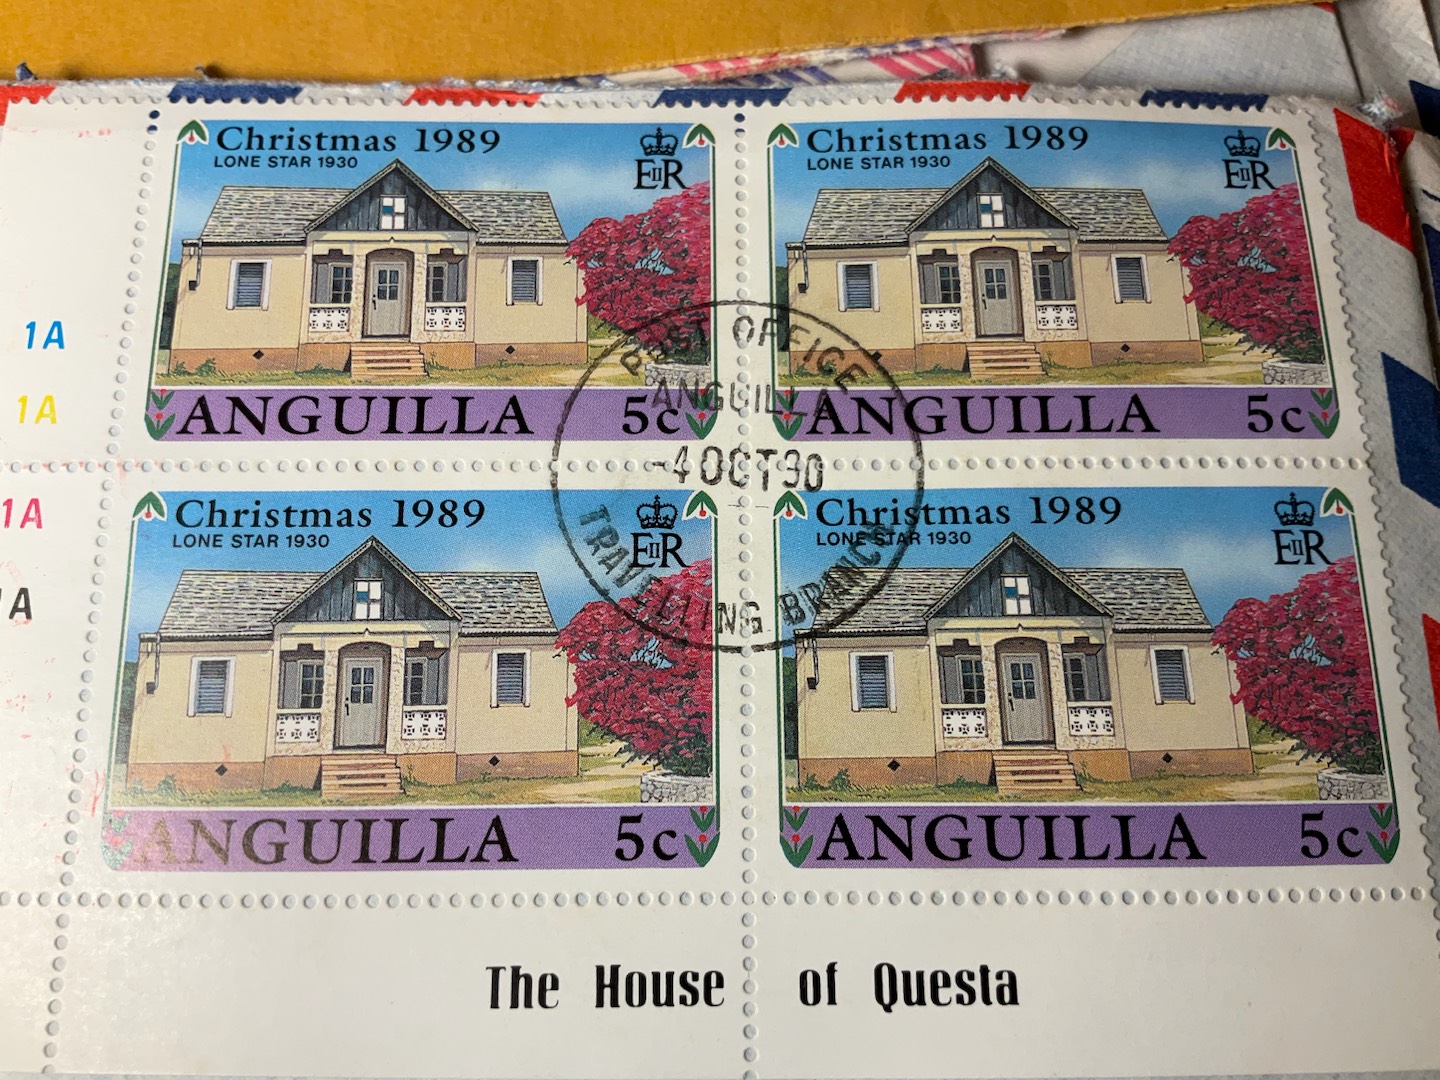 Christmas 1989
LONE STAR 1930
EIIR
ANGUILLA 5c
Christmas 1989
LONE STAR 1930
EIIR
ANGUILLA 5c
1A
1A
1A
1A
POST OFFICE
ANGUILLA
-4 OCT 90
TRAVELLING BRANCH
Christmas 1989
LONE STAR 1930
EIIR
ANGUILLA 5c
Christmas 1989
LONE STAR 1930
EIIR
ANGUILLA 5c
The House of Questa